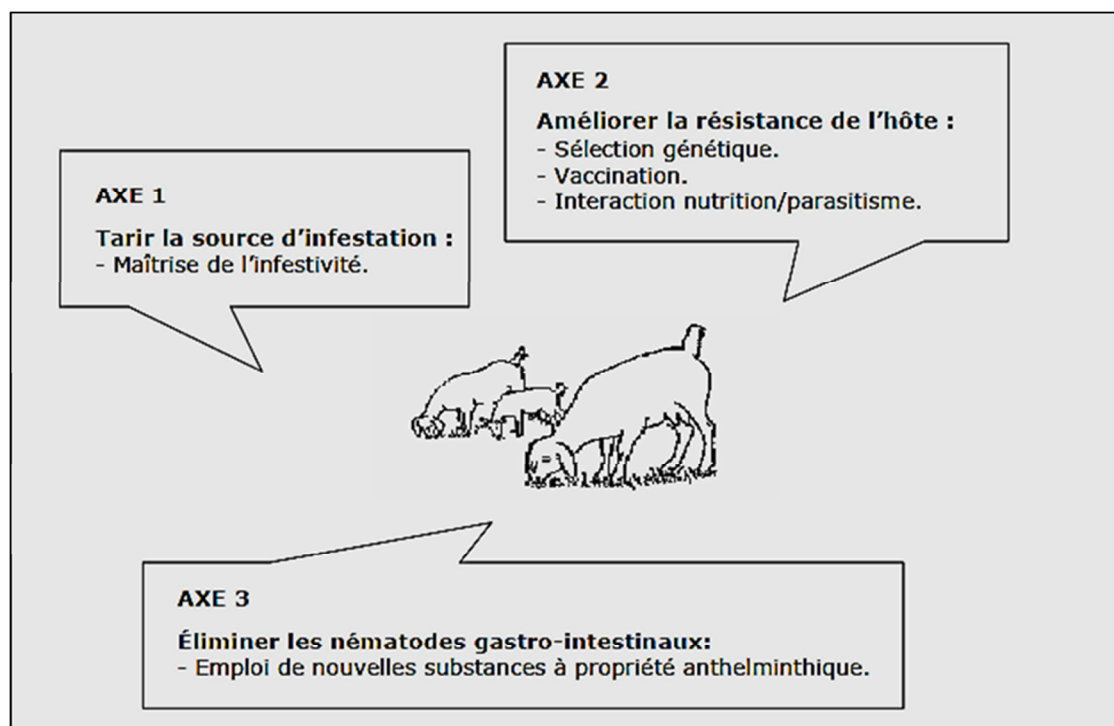 AXE 1
Tarir la source d'infestation :
- Maîtrise de l'infestivité.
AXE 2
Améliorer la résistance de l'hôte :
- Sélection génétique.
- Vaccination.
- Interaction nutrition/parasitisme.
AXE 3
Éliminer les nématodes gastro-intestinaux:
- Emploi de nouvelles substances à propriété anthelminthique.